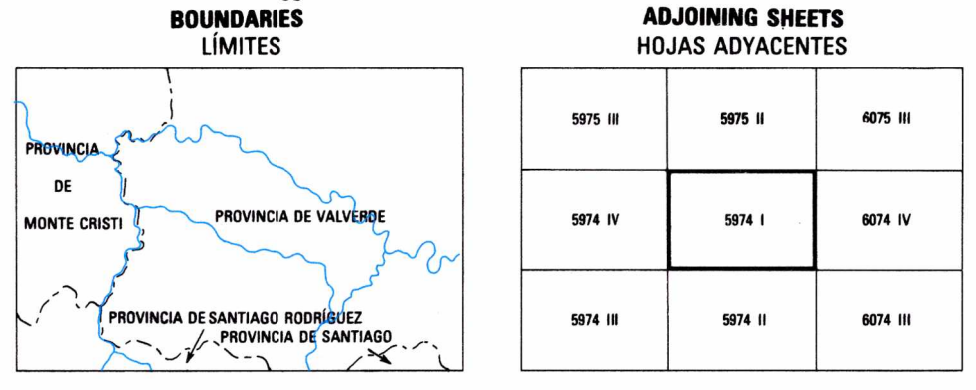 BOUNDARIES
LÍMITES
PROVINCIA
DE
MONTE CRISTI
PROVINCIA DE VALVERDE
PROVINCIA DE SANTIAGO RODRÍGUEZ
PROVINCIA DE SANTIAGO
ADJOINING SHEETS
HOJAS ADYACENTES
5975 III
5975 II
6075 III
5974 IV
5974 I
6074 IV
5974 III
5974 II
6074 III